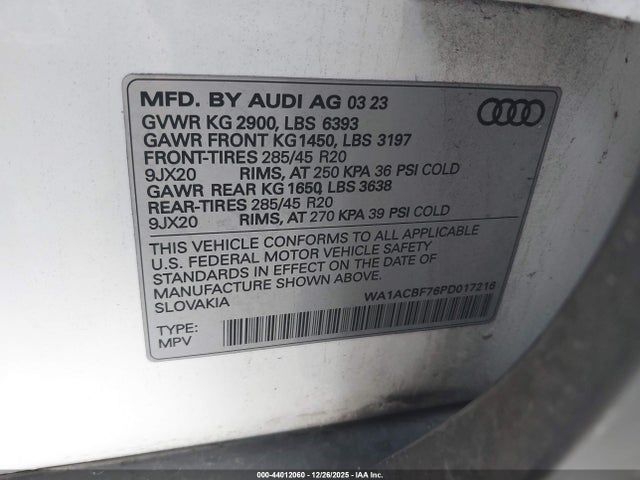 MFD. BY AUDI AG 03 23
GVWR KG 2900, LBS 6393
GAWR FRONT KG1450, LBS 3197
FRONT-TIRES 285/45 R20
9JX20 RIMS, AT 250 KPA 36 PSI COLD
GAWR REAR KG 1650, LBS 3638
REAR-TIRES 285/45 R20
9JX20 RIMS, AT 270 KPA 39 PSI COLD
THIS VEHICLE CONFORMS TO ALL APPLICABLE
U.S. FEDERAL MOTOR VEHICLE SAFETY
STANDARDS IN EFFECT ON THE DATE OF
MANUFACTURE SHOWN ABOVE.
SLOVAKIA
WA1ACBF76PD017216
TYPE:
MPV
000-44012060 - 12/26/2025 - IAA Inc.